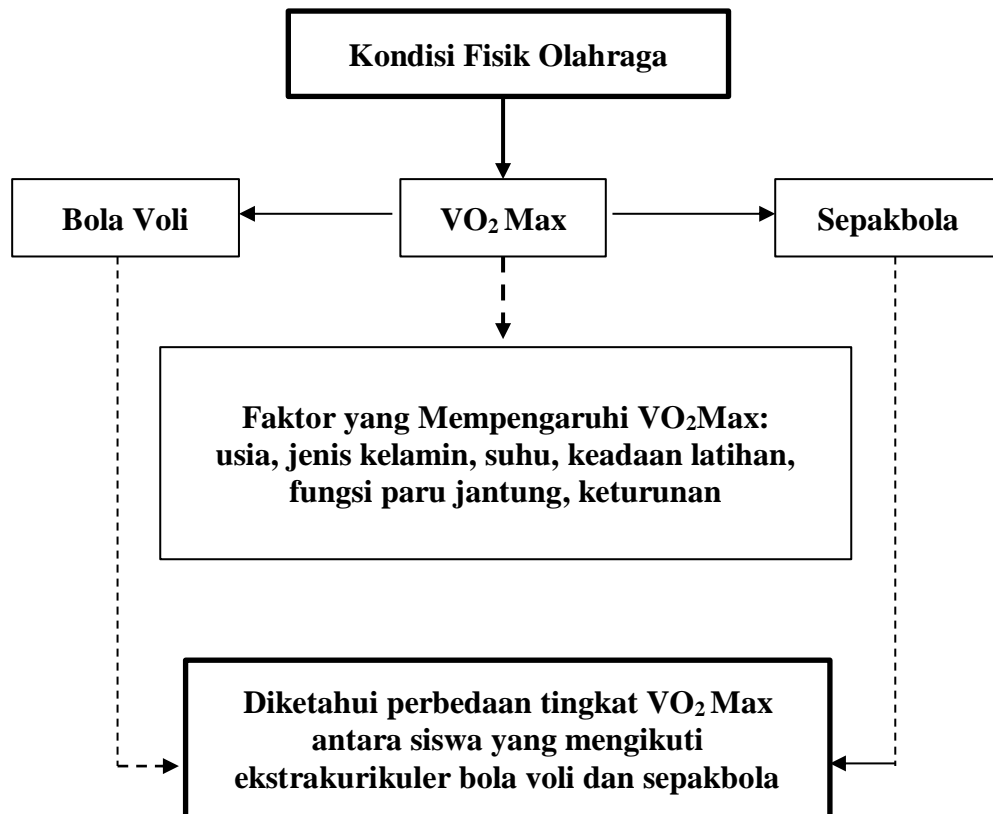 Kondisi Fisik Olahraga
Bola Voli
VO₂ Max
Sepakbola
Faktor yang Mempengaruhi VO₂Max:
usia, jenis kelamin, suhu, keadaan latihan,
fungsi paru jantung, keturunan
Diketahui perbedaan tingkat VO₂ Max
antara siswa yang mengikuti
ekstrakurikuler bola voli dan sepakbola